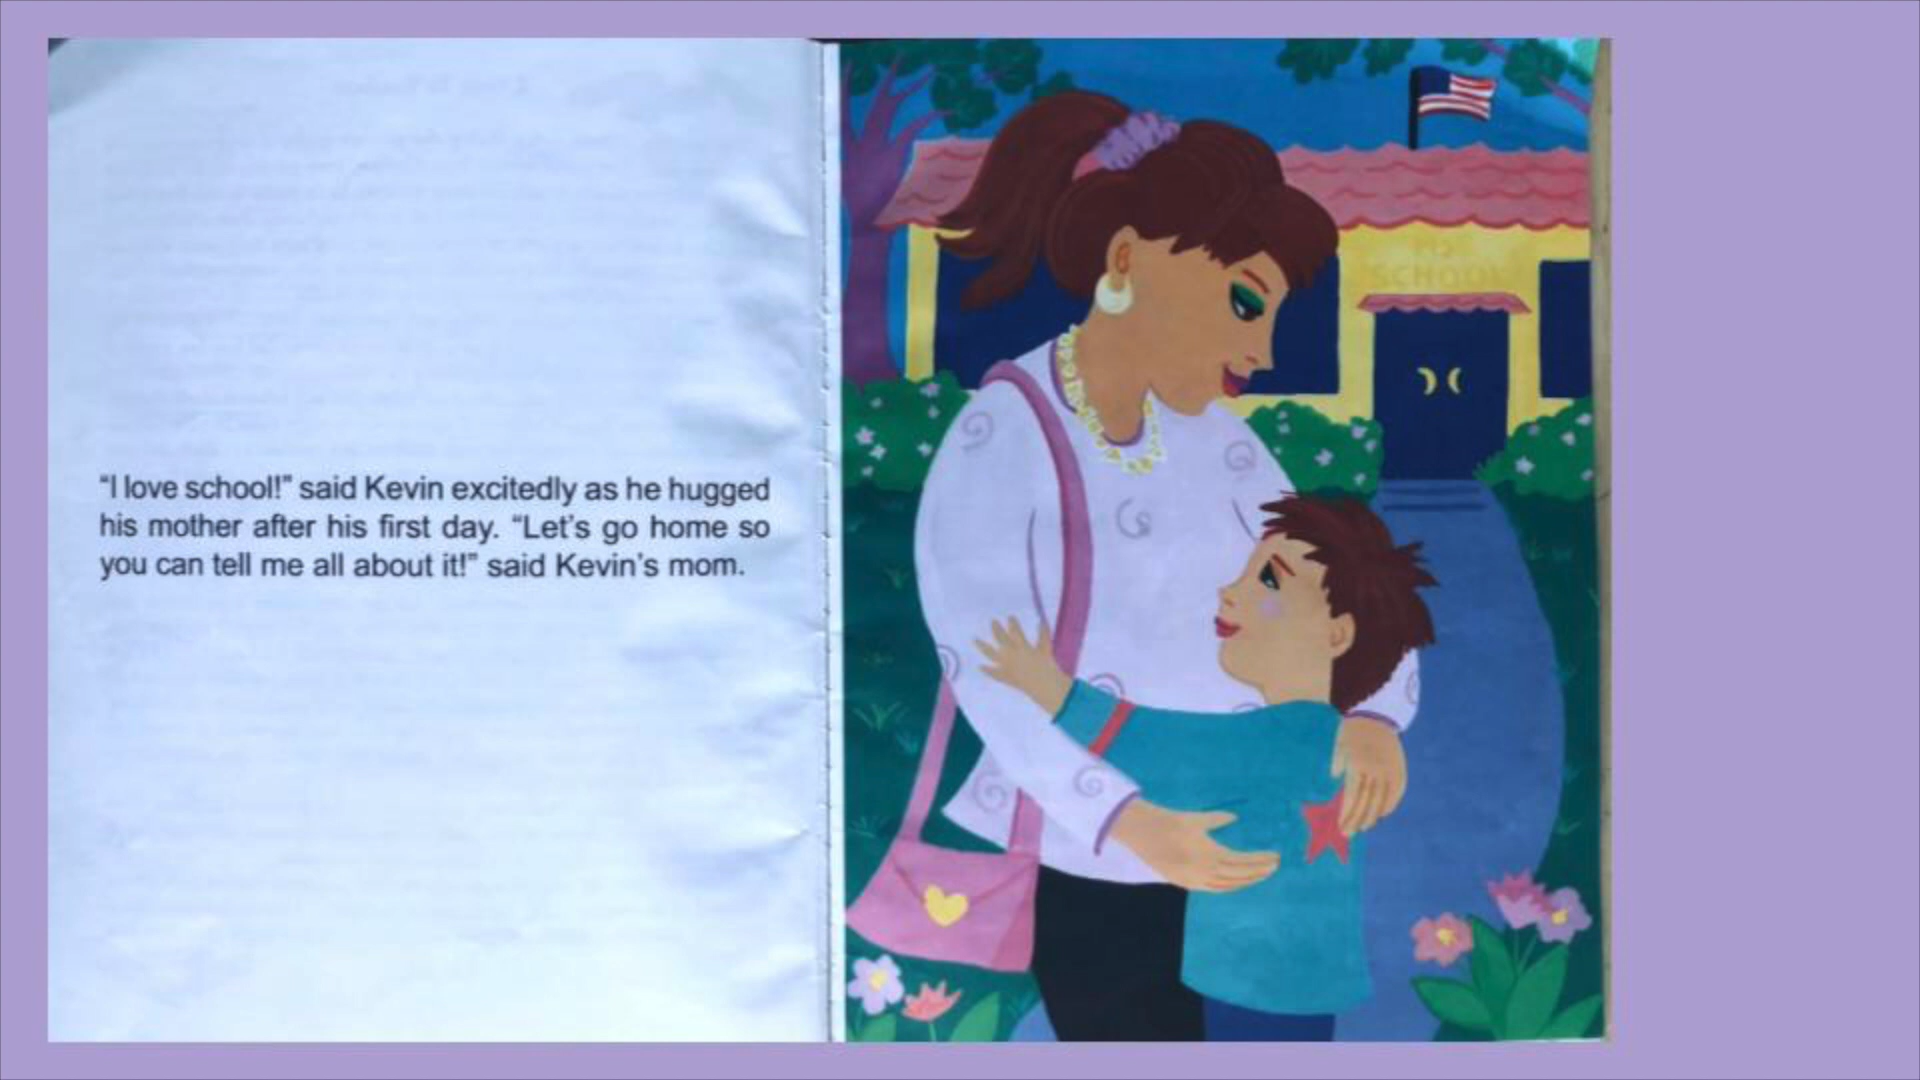 “I love school!” said Kevin excitedly as he hugged
his mother after his first day. “Let’s go home so
you can tell me all about it!” said Kevin’s mom.
SCHOOL